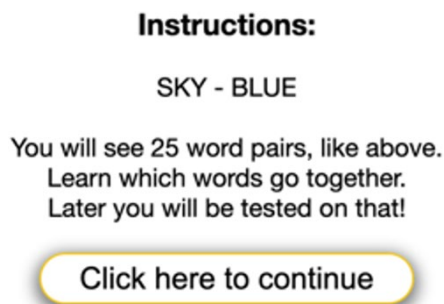 Instructions:
SKY - BLUE
You will see 25 word pairs, like above.
Learn which words go together.
Later you will be tested on that!
Click here to continue